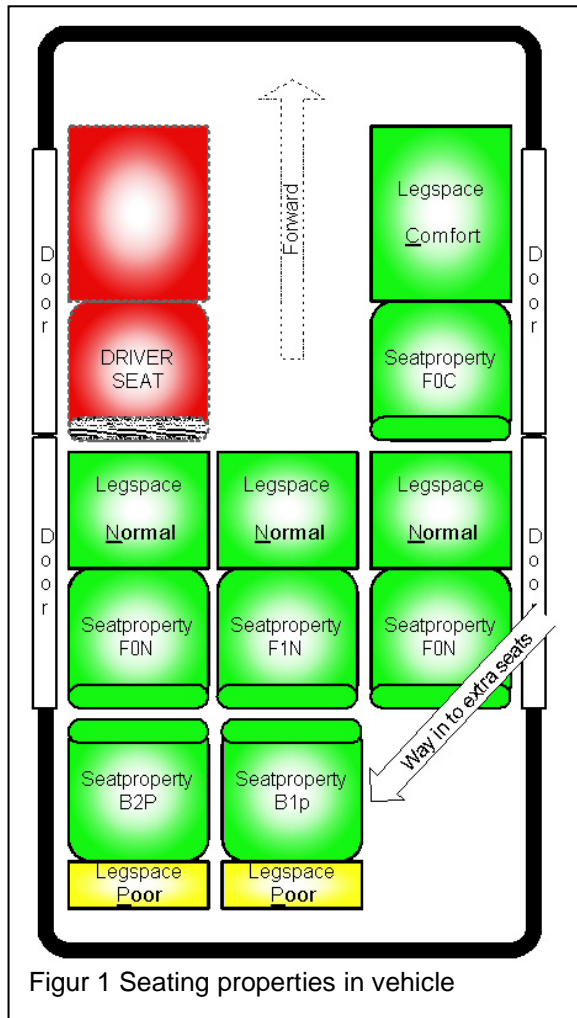 Forward
Legspace
Comfort
Door
Door
DRIVER
SEAT
Seatproperty
F0C
Legspace
Normal
Legspace
Normal
Legspace
Normal
Door
Door
Seatproperty
F0N
Seatproperty
F1N
Seatproperty
F0N
Way in to extra seats
Seatproperty
B2P
Seatproperty
B1p
Legspace
Poor
Legspace
Poor
Figur 1 Seating properties in vehicle